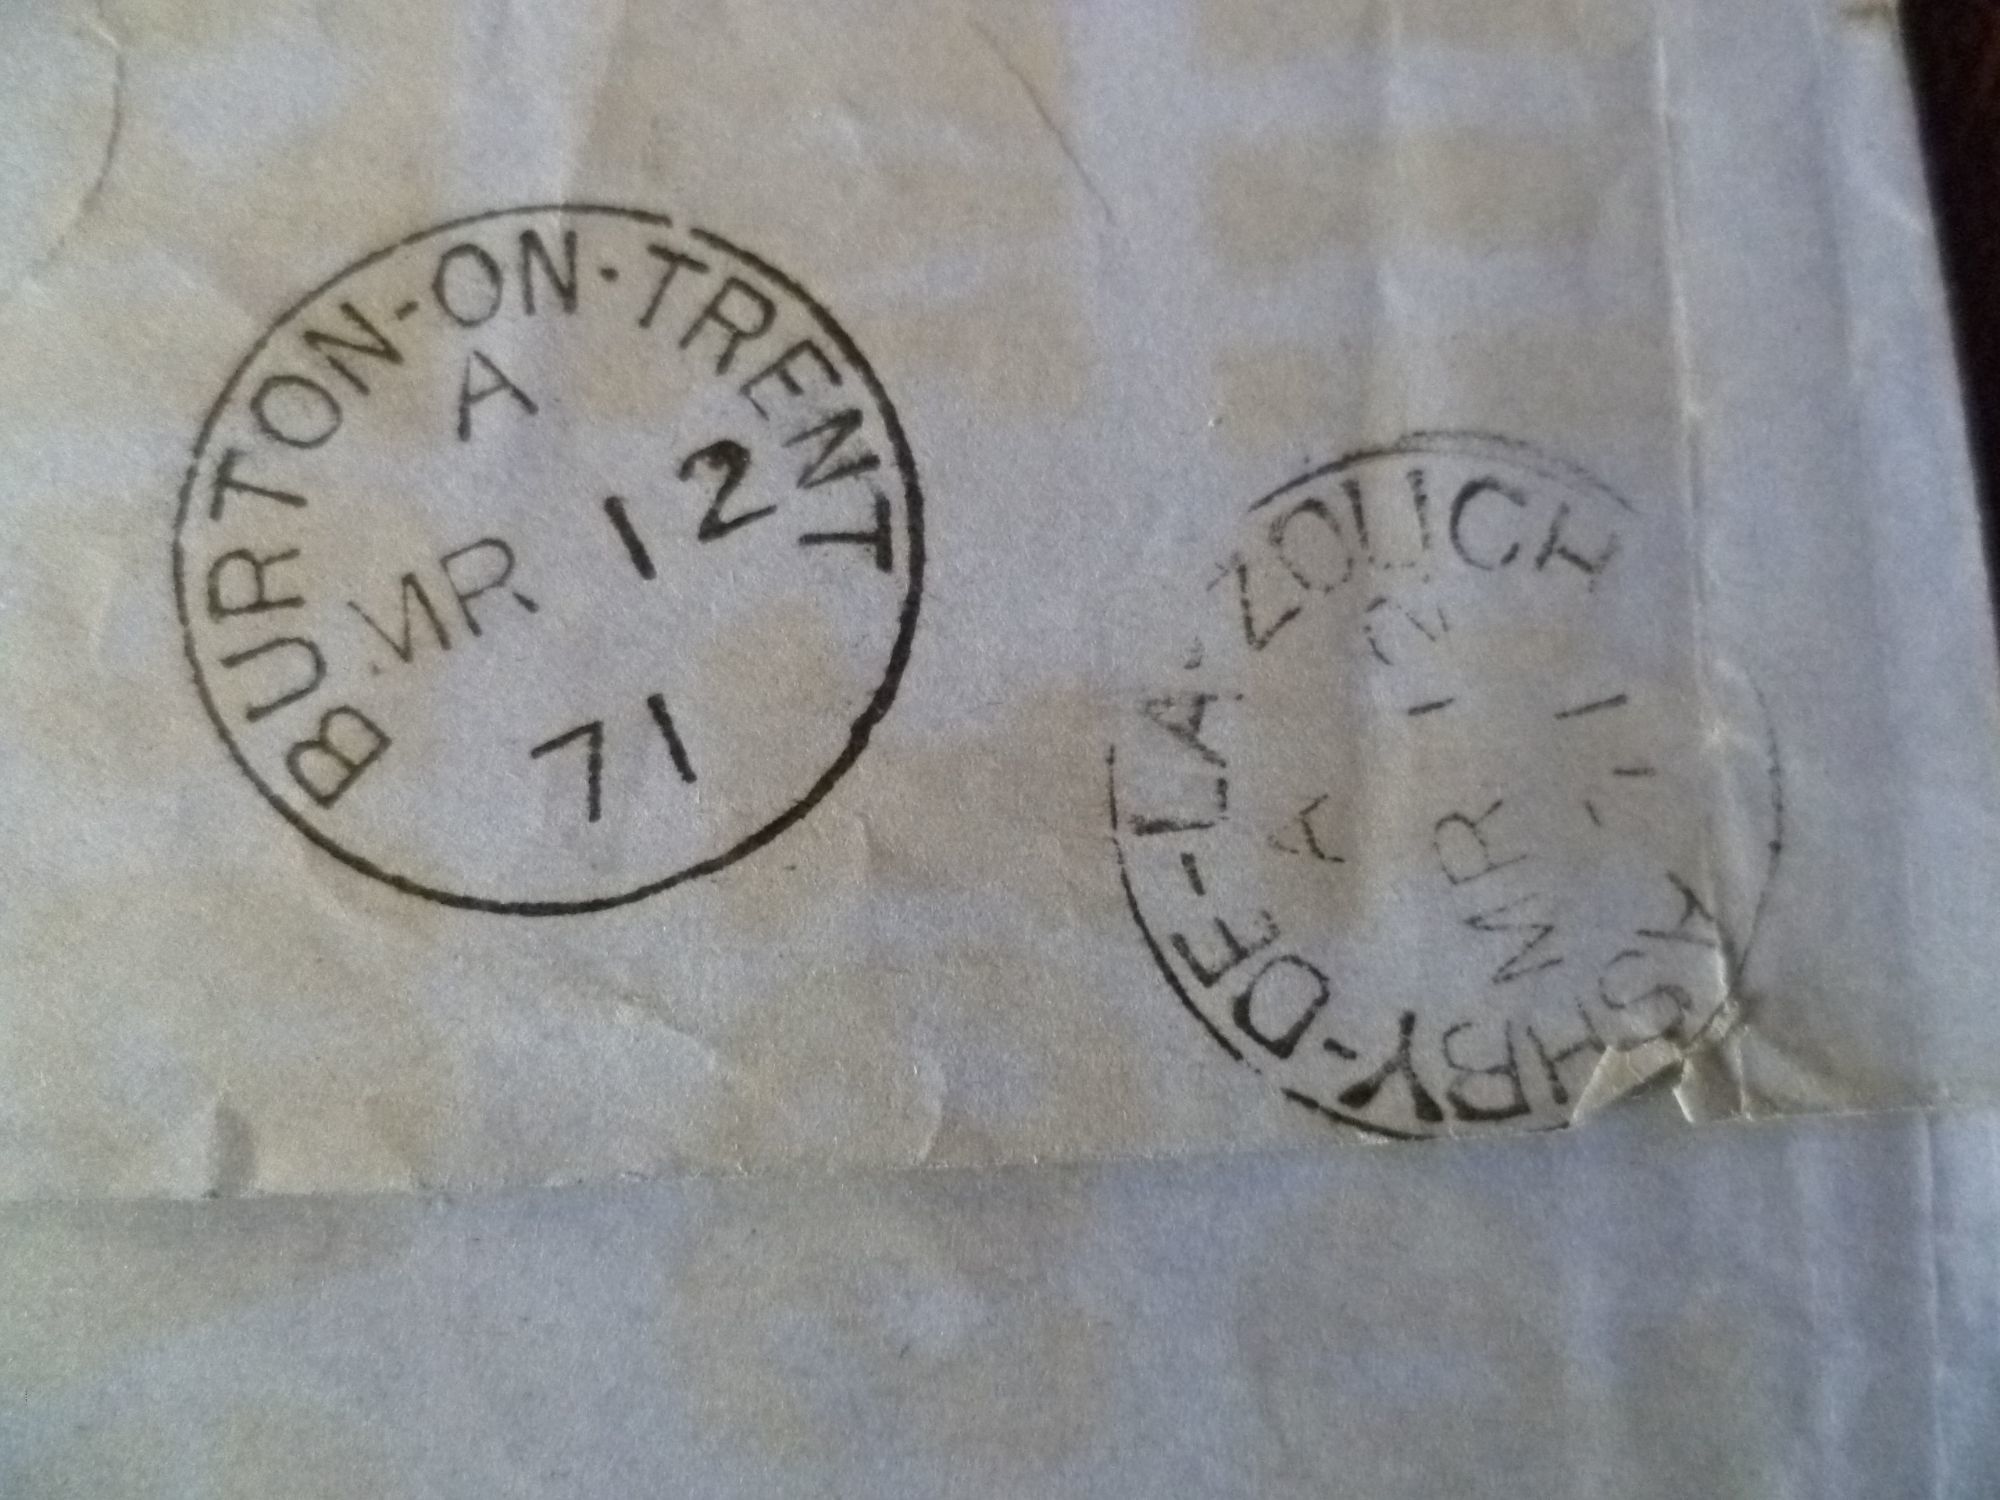 BURTON-ON-TRENT
A
MR 12
71
ASHBY-DE-LA-ZOUCH
A
MR 12
71